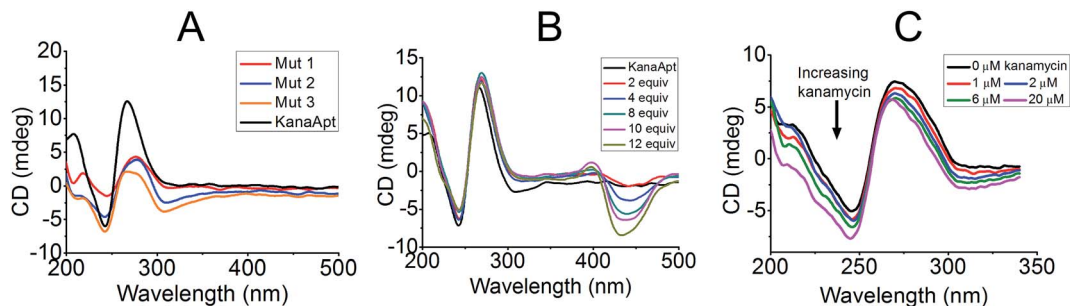 A
CD (mdeg)
20
15
10
5
0
-5
-10
200 300 400 500
Wavelength (nm)
Mut 1
Mut 2
Mut 3
KanaApt
B
CD (mdeg)
15
10
5
0
-5
-10
200 300 400 500
Wavelength (nm)
KanaApt
2 equiv
4 equiv
8 equiv
10 equiv
12 equiv
C
CD (mdeg)
10
5
0
-5
-10
200 250 300 350
Wavelength (nm)
0 μM kanamycin
1 μM 2 μM
6 μM 20 μM
Increasing
kanamycin